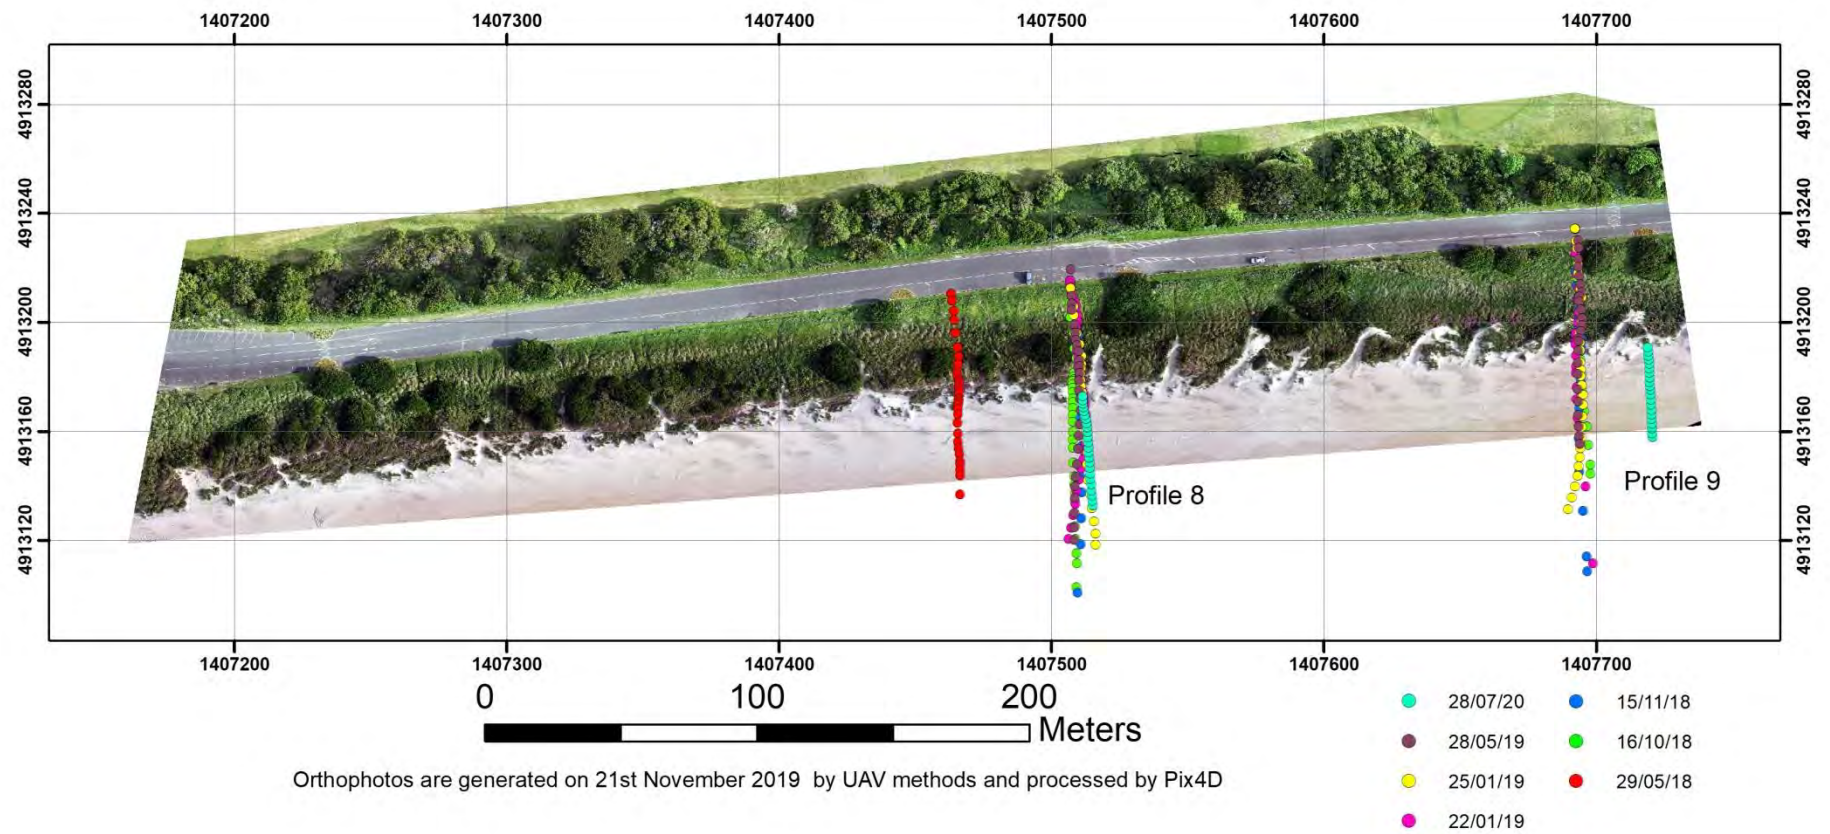 1407200 1407300 1407400 1407500 1407600 1407700
4913280 4913280
4913240 4913240
4913200 4913200
4913160 4913160
Profile 9
Profile 8
4913120 4913120
1407200 1407300 1407400 1407500 1407600 1407700
0 100 200
Meters
28/07/20 15/11/18
28/05/19 16/10/18
25/01/19 29/05/18
22/01/19
Orthophotos are generated on 21st November 2019 by UAV methods and processed by Pix4D